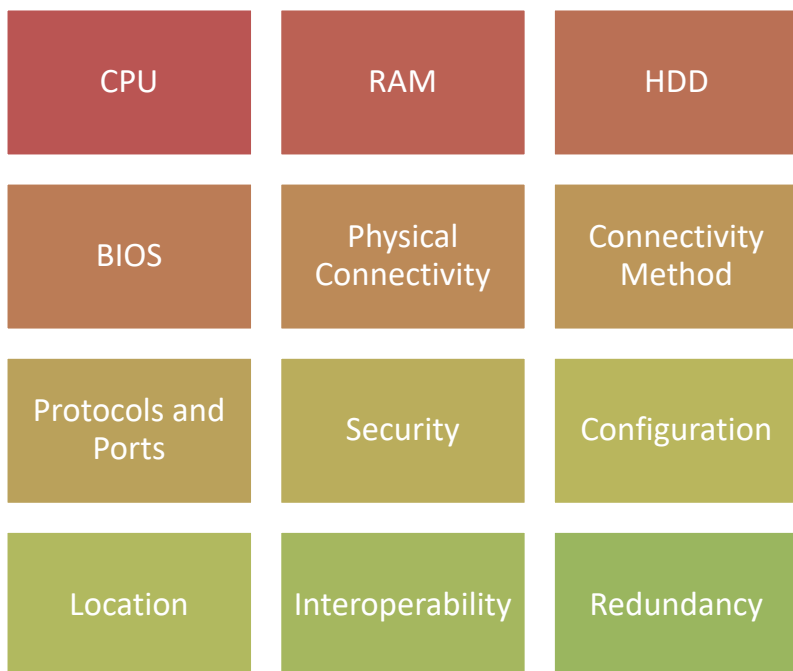 CPU
RAM
HDD
BIOS
Physical
Connectivity
Connectivity
Method
Protocols and
Ports
Security
Configuration
Location
Interoperability
Redundancy